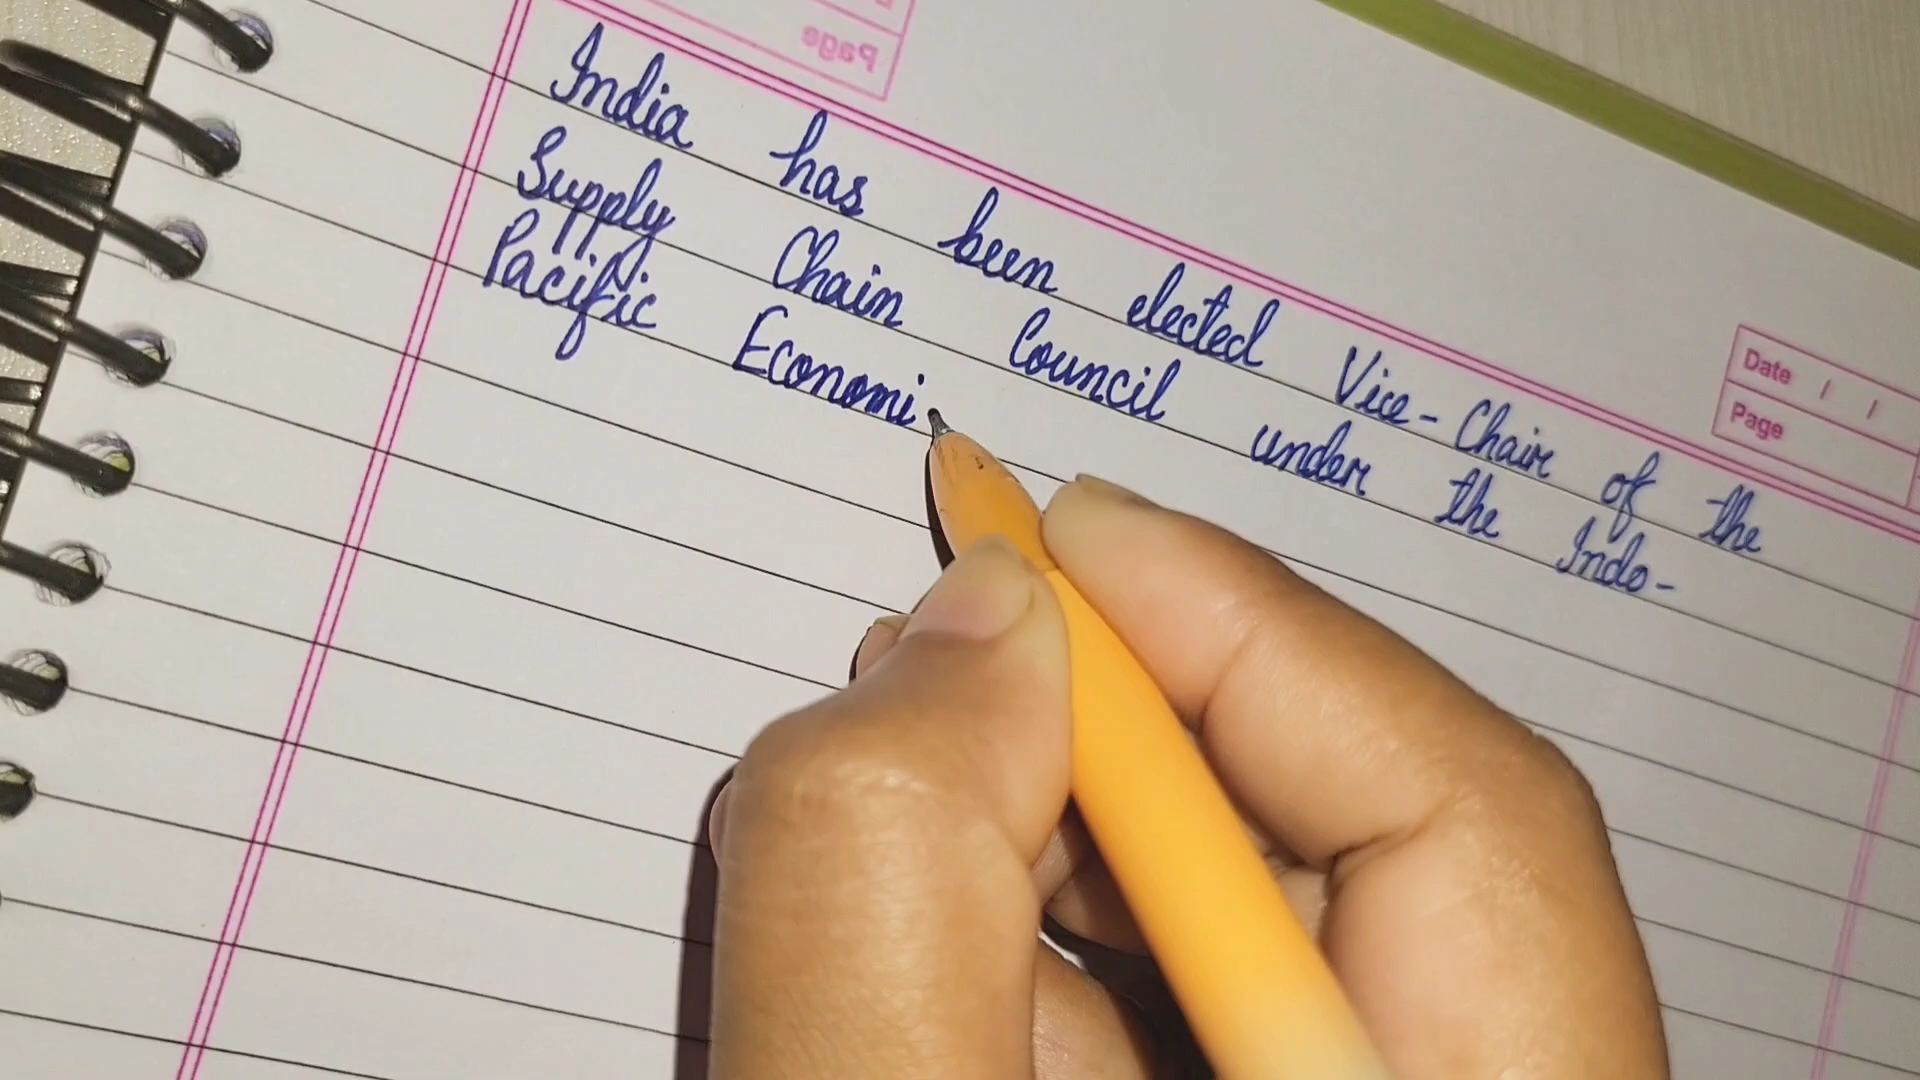 Page
India has been elected Vice-Chair of the
Supply Chain Council under the Indo-
Pacific Economi
Date / /
Page